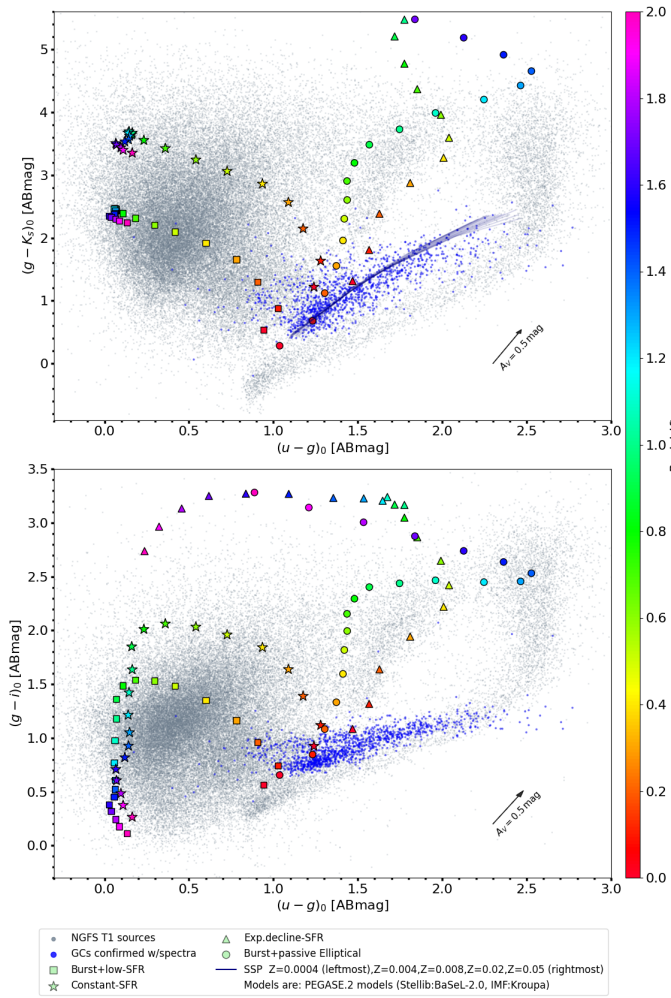 5
4
3
2
1
0
(g − Kₛ)₀ [ABmag]
0.0 0.5 1.0 1.5 2.0 2.5 3.0
(u − g)₀ [ABmag]
Aᵥ = 0.5 mag
3.5
3.0
2.5
2.0
1.5
1.0
0.5
0.0
(g − i)₀ [ABmag]
0.0 0.5 1.0 1.5 2.0 2.5 3.0
(u − g)₀ [ABmag]
Aᵥ = 0.5 mag
2.0
1.8
1.6
1.4
1.2
1.0
0.8
0.6
0.4
0.2
0.0
NGFS T1 sources
GCs confirmed w/spectra
Burst+low-SFR
Constant-SFR
Exp.decline-SFR
Burst+passive Elliptical
SSP Z=0.0004 (leftmost),Z=0.004,Z=0.008,Z=0.02,Z=0.05 (rightmost)
Models are: PEGASE.2 models (Stellib:BaSeL-2.0, IMF:Kroupa)